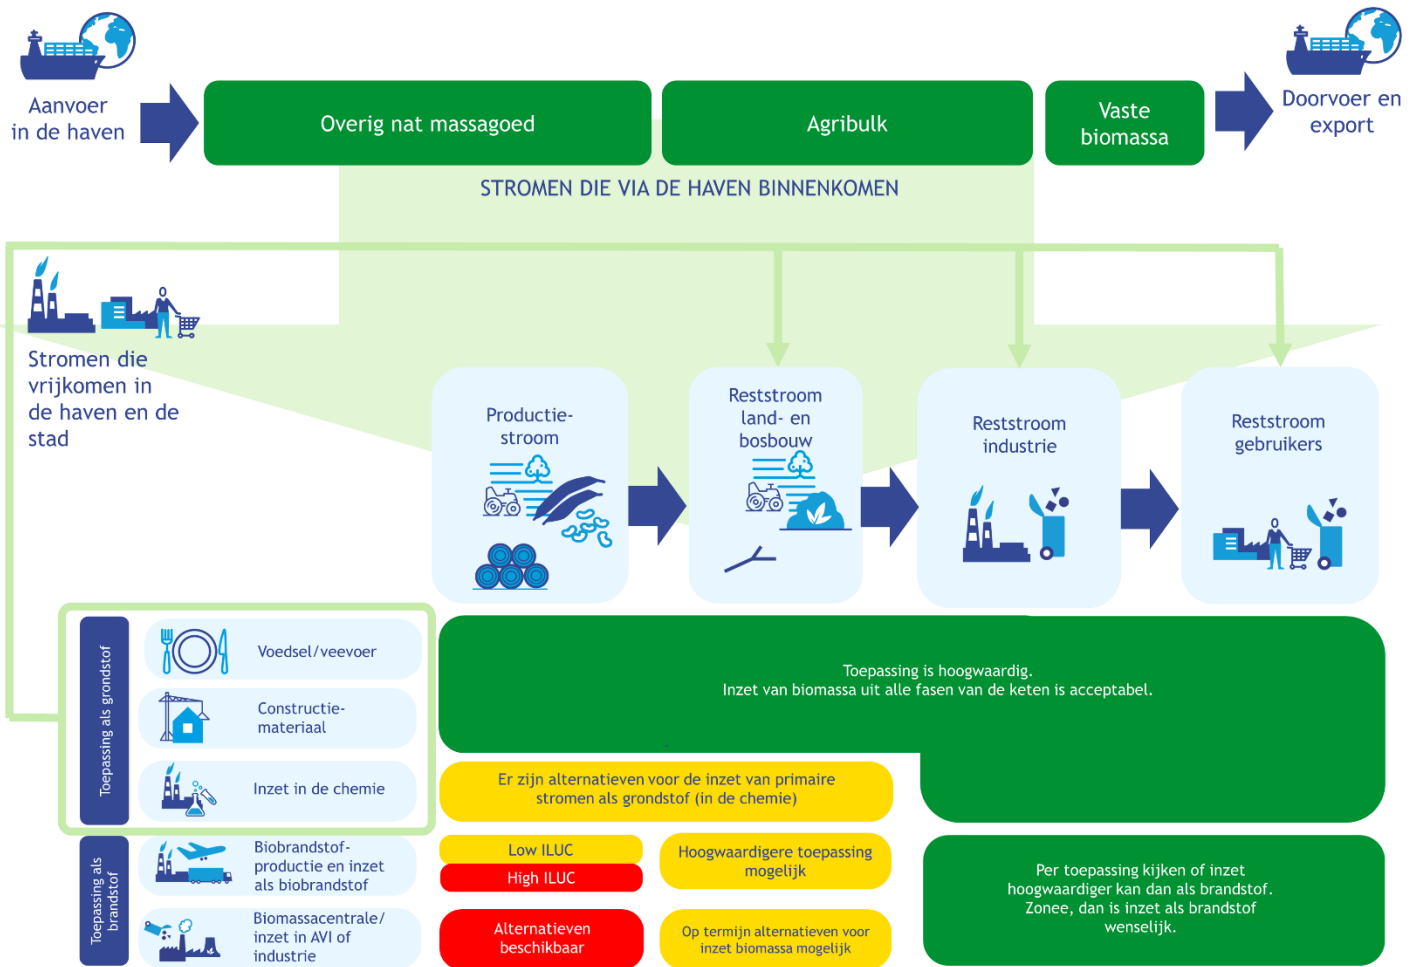 Aanvoer
in de haven
Overig nat massagoed
Agribulk
Vaste
biomassa
Doorvoer en
export
STROMEN DIE VIA DE HAVEN BINNENKOMEN
Stromen die
vrijkomen in
de haven en de
stad
Productie-
stroom
Reststroom
land- en
bosbouw
Reststroom
industrie
Reststroom
gebruikers
Toepassing als grondstof
Voedsel/veevoer
Constructie-
materiaal
Inzet in de chemie
Toepassing is hoogwaardig.
Inzet van biomassa uit alle fasen van de keten is acceptabel.
Er zijn alternatieven voor de inzet van primaire
stromen als grondstof (in de chemie)
Toepassing als
brandstof
Biobrandstof-
productie en inzet
als biobrandstof
Low ILUC
High ILUC
Hoogwaardigere toepassing
mogelijk
Biomassacentrale/
inzet in AVI of
industrie
Alternatieven
beschikbaar
Op termijn alternatieven voor
inzet biomassa mogelijk
Per toepassing kijken of inzet
hoogwaardiger kan dan als brandstof.
Zonee, dan is inzet als brandstof
wenselijk.